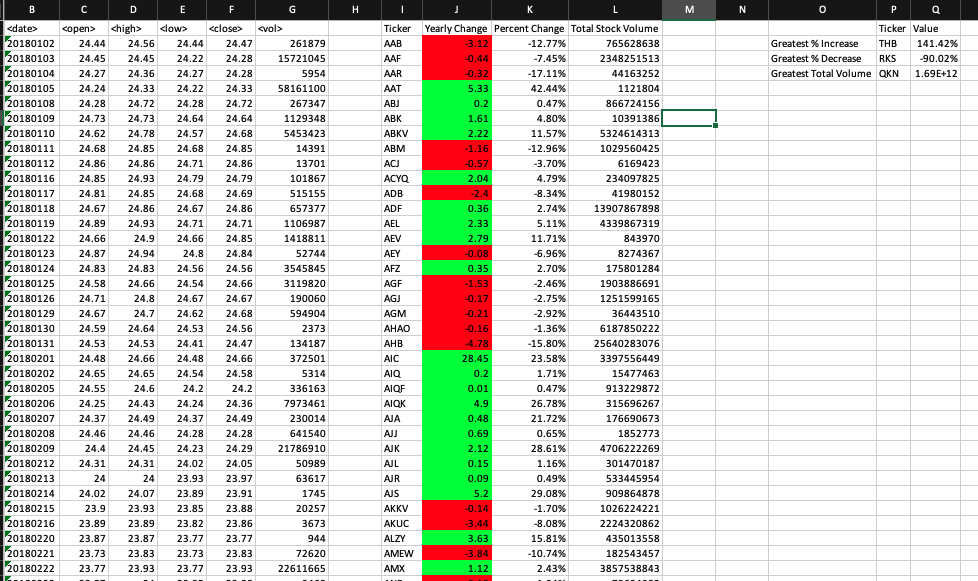 B C D E F G H I J K L M N O P Q
<date> <open> <high> <low> <close> <vol> Ticker Yearly Change Percent Change Total Stock Volume Ticker Value
20180102 24.44 24.56 24.44 24.47 261879 AAB -3.12 -12.77% 765628638 Greatest % Increase THB 141.42%
20180103 24.45 24.45 24.22 24.28 15721045 AAF -0.44 -7.45% 2348251513 Greatest % Decrease RKS -90.02%
20180104 24.27 24.36 24.27 24.28 5954 AAR -0.32 -17.11% 44163252 Greatest Total Volume QKN 1.69E+12
20180105 24.24 24.33 24.22 24.33 58161100 AAT 5.33 42.44% 1121804
20180108 24.28 24.72 24.28 24.72 267347 ABJ 0.2 0.47% 866724156
20180109 24.73 24.73 24.64 24.64 1129348 ABK 1.61 4.80% 10391386
20180110 24.62 24.78 24.57 24.68 5453423 ABKV 2.22 11.57% 5324614313
20180111 24.68 24.85 24.68 24.85 14391 ABM -1.16 -12.96% 1029560425
20180112 24.86 24.86 24.71 24.86 13701 ACJ -0.57 -3.70% 6169423
20180116 24.85 24.93 24.79 24.79 101867 ACYQ 2.04 4.79% 234097825
20180117 24.81 24.85 24.68 24.69 515155 ADB -2.4 -8.34% 41980152
20180118 24.67 24.86 24.67 24.86 657377 ADF 0.36 2.74% 13907867898
20180119 24.89 24.93 24.71 24.71 1106987 AEL 2.33 5.11% 4339867319
20180122 24.66 24.9 24.66 24.85 1418811 AEV 2.79 11.71% 843970
20180123 24.87 24.94 24.8 24.84 52744 AEY -0.08 -6.96% 8274367
20180124 24.83 24.83 24.56 24.56 3545845 AFZ 0.35 2.70% 175801284
20180125 24.58 24.66 24.54 24.66 3119820 AGF -1.53 -2.46% 1903886691
20180126 24.71 24.8 24.67 24.67 190060 AGJ -0.17 -2.75% 1251599165
20180129 24.67 24.7 24.62 24.68 594904 AGM -0.21 -2.92% 36443510
20180130 24.59 24.64 24.53 24.56 2373 AHAO -0.16 -1.36% 6187850222
20180131 24.53 24.53 24.41 24.47 134187 AHB -4.78 -15.80% 25640283076
20180201 24.48 24.66 24.48 24.66 372501 AIC 28.45 23.58% 3397556449
20180202 24.65 24.65 24.54 24.58 5314 AIQ 0.2 1.71% 15477463
20180205 24.55 24.6 24.2 24.2 336163 AIQF 0.01 0.47% 913229872
20180206 24.25 24.43 24.24 24.36 7973461 AIQK 4.9 26.78% 315696267
20180207 24.37 24.49 24.37 24.49 230014 AJA 0.48 21.72% 176690673
20180208 24.46 24.46 24.28 24.28 641540 AJJ 0.69 0.65% 1852773
20180209 24.4 24.45 24.23 24.29 21786910 AJK 2.12 28.61% 4706222269
20180212 24.31 24.31 24.02 24.05 50989 AJL 0.15 1.16% 301470187
20180213 24 24 23.93 23.97 63617 AJR 0.09 0.49% 533445954
20180214 24.02 24.07 23.89 23.91 1745 AJS 5.2 29.08% 909864878
20180215 23.9 23.93 23.85 23.88 20257 AKKV -0.14 -1.70% 1026224221
20180216 23.89 23.89 23.82 23.86 3673 AKUC -3.44 -8.08% 2224320862
20180220 23.87 23.87 23.77 23.77 944 ALZY 3.63 15.81% 435013558
20180221 23.73 23.83 23.73 23.83 72620 AMEW -3.84 -10.74% 182543457
20180222 23.77 23.93 23.77 23.93 22611665 AMX 1.12 2.43% 3857538843